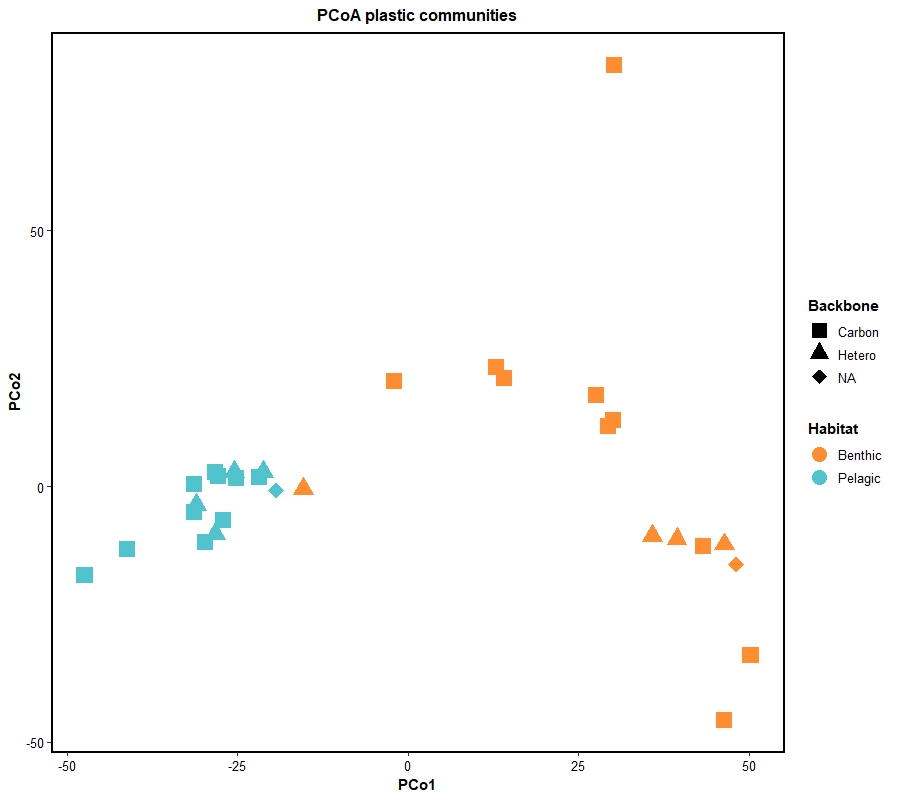 PCoA plastic communities
50
0
-50
PCo2
-50
-25
0
25
50
PCo1
Backbone
Carbon
Hetero
NA
Habitat
Benthic
Pelagic